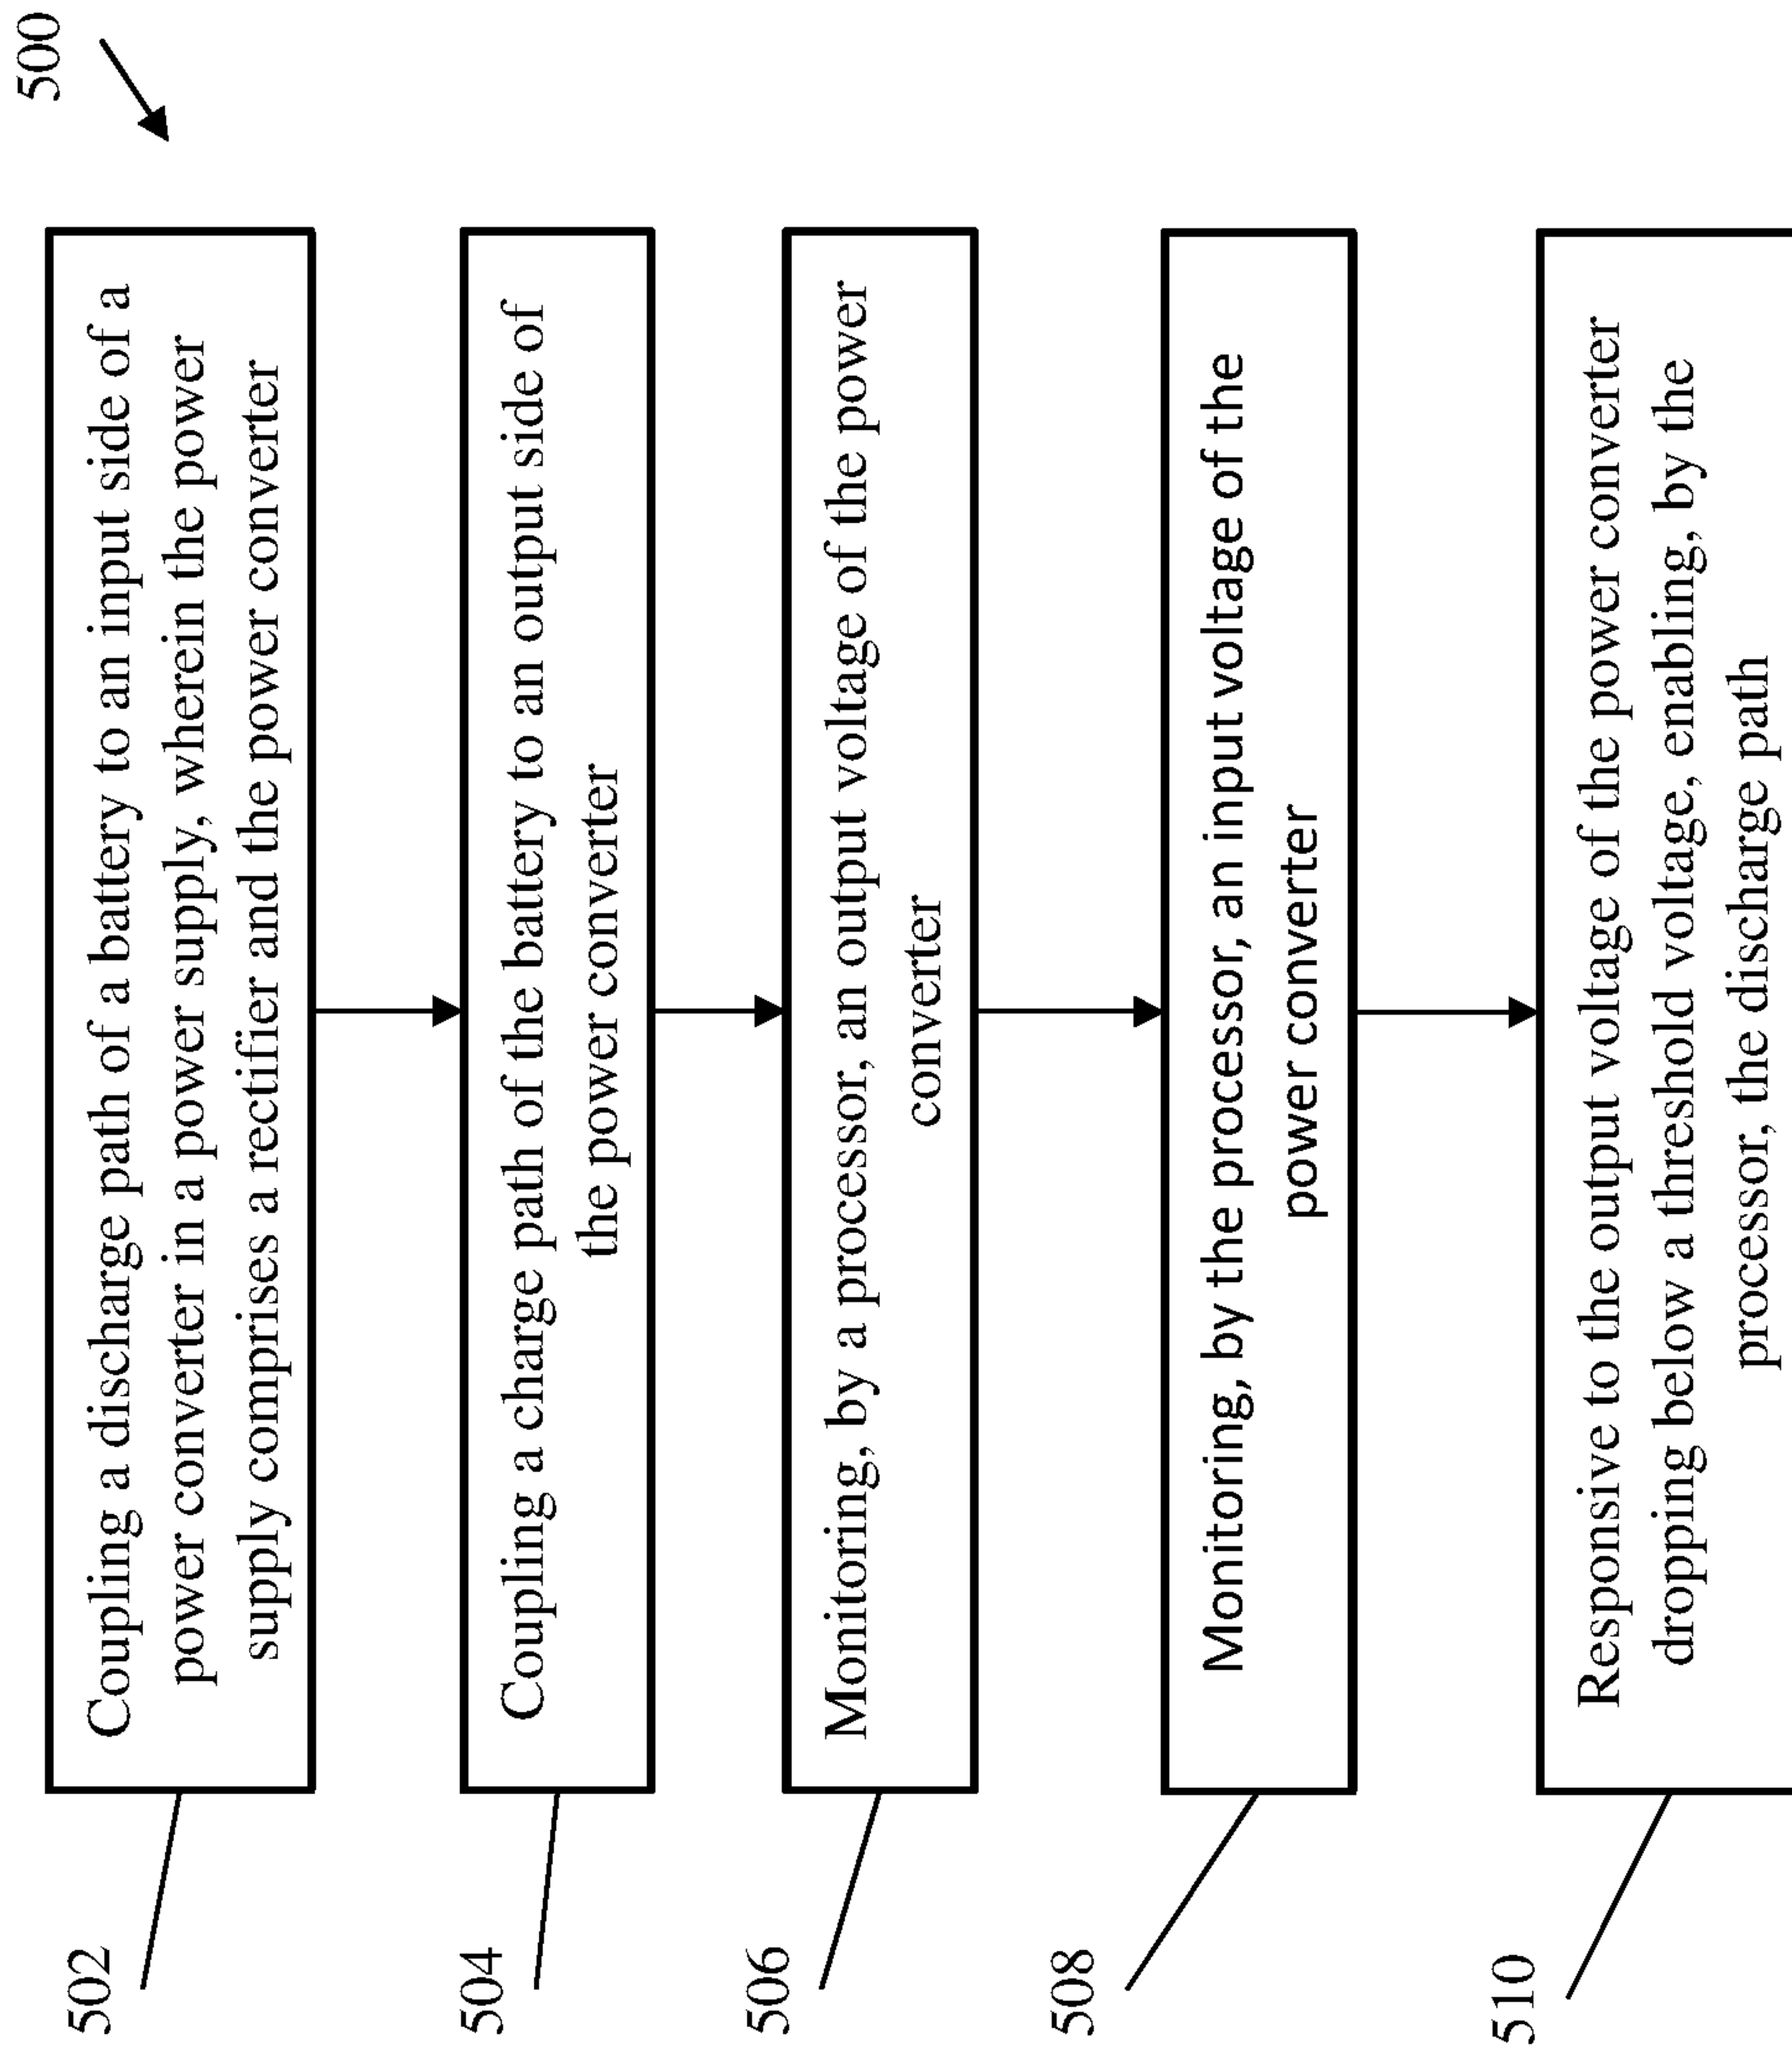 500
502
Coupling a discharge path of a battery to an input side of a
power converter in a power supply, wherein the power
supply comprises a rectifier and the power converter
504
Coupling a charge path of the battery to an output side of
the power converter
506
Monitoring, by a processor, an output voltage of the power
converter
508
Monitoring, by the processor, an input voltage of the
power converter
510
Responsive to the output voltage of the power converter
dropping below a threshold voltage, enabling, by the
processor, the discharge path